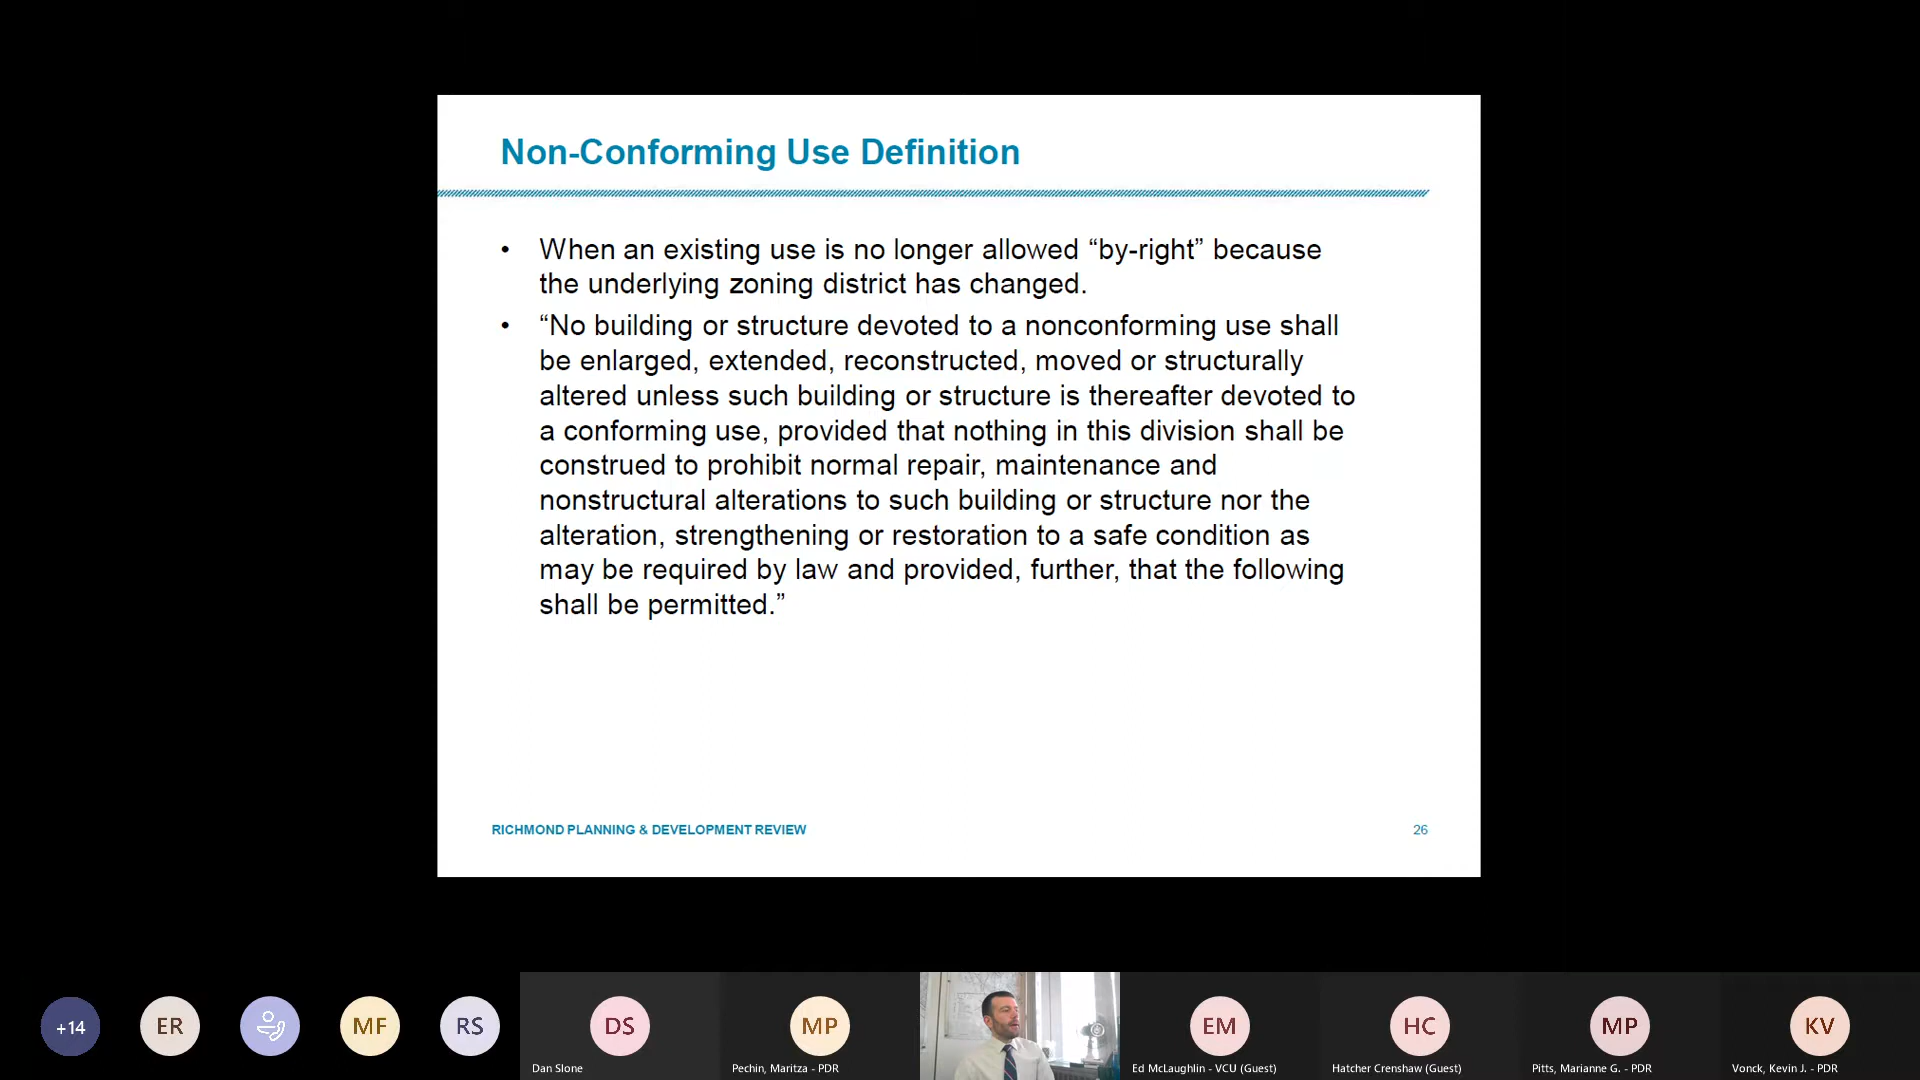 Non-Conforming Use Definition
• When an existing use is no longer allowed “by-right” because
the underlying zoning district has changed.
• “No building or structure devoted to a nonconforming use shall
be enlarged, extended, reconstructed, moved or structurally
altered unless such building or structure is thereafter devoted to
a conforming use, provided that nothing in this division shall be
construed to prohibit normal repair, maintenance and
nonstructural alterations to such building or structure nor the
alteration, strengthening or restoration to a safe condition as
may be required by law and provided, further, that the following
shall be permitted.”
RICHMOND PLANNING & DEVELOPMENT REVIEW
26
+14
ER
MF
RS
DS
MP
EM
HC
MP
KV
Dan Slone
Pechin, Maritza - PDR
Ed McLaughlin - VCU (Guest)
Hatcher Crenshaw (Guest)
Pitts, Marianne G. - PDR
Vonck, Kevin J. - PDR